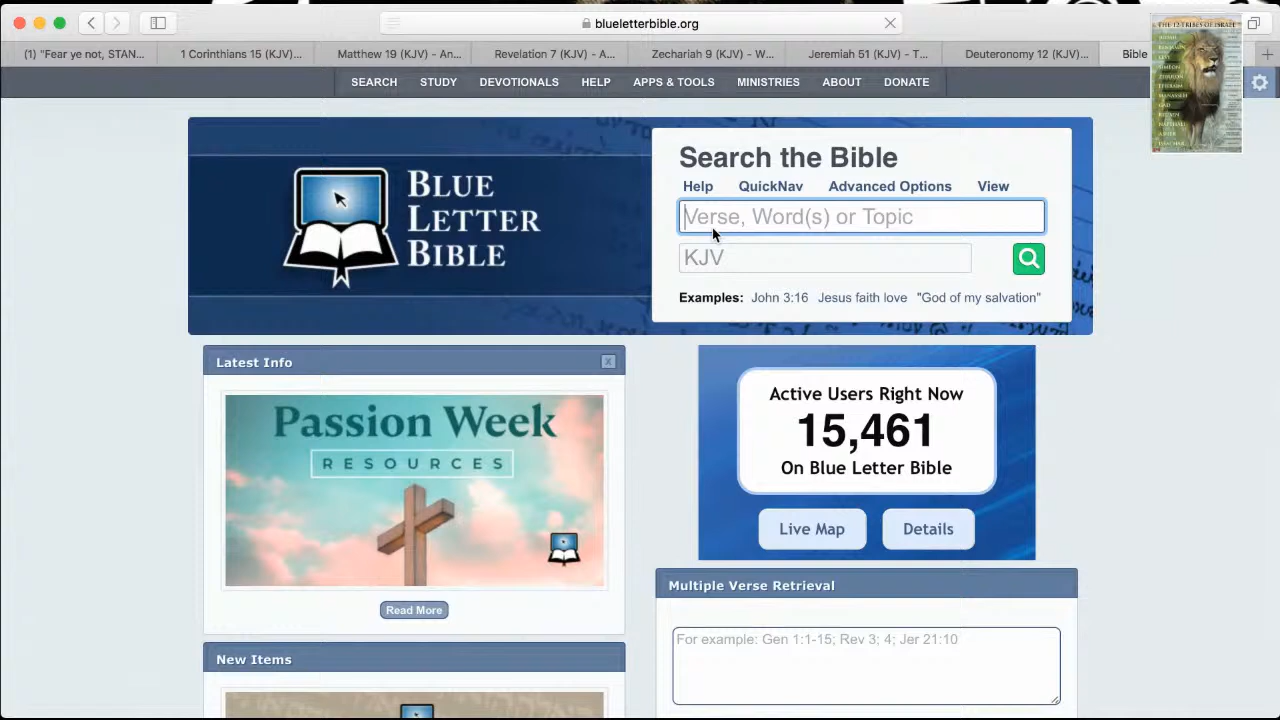 blueletterbible.org
(1) "Fear ye not, STAN...
1 Corinthians 15 (KJV)...
Matthew 19 (KJV) - An...
Revelation 7 (KJV) - A...
Zechariah 9 (KJV) - W...
Jeremiah 51 (KJV) - T...
Deuteronomy 12 (KJV)...
Bible
THE 12 TRIBES OF ISRAEL
SEARCH STUDY DEVOTIONALS HELP APPS & TOOLS MINISTRIES ABOUT DONATE
BLUE
LETTER
BIBLE
Search the Bible
Help QuickNav Advanced Options View
Verse, Word(s) or Topic
KJV
Examples: John 3:16 Jesus faith love "God of my salvation"
Latest Info
X
Passion Week
RESOURCES
Read More
New Items
Active Users Right Now
15,461
On Blue Letter Bible
Live Map Details
Multiple Verse Retrieval
For example: Gen 1:1-15; Rev 3; 4; Jer 21:10